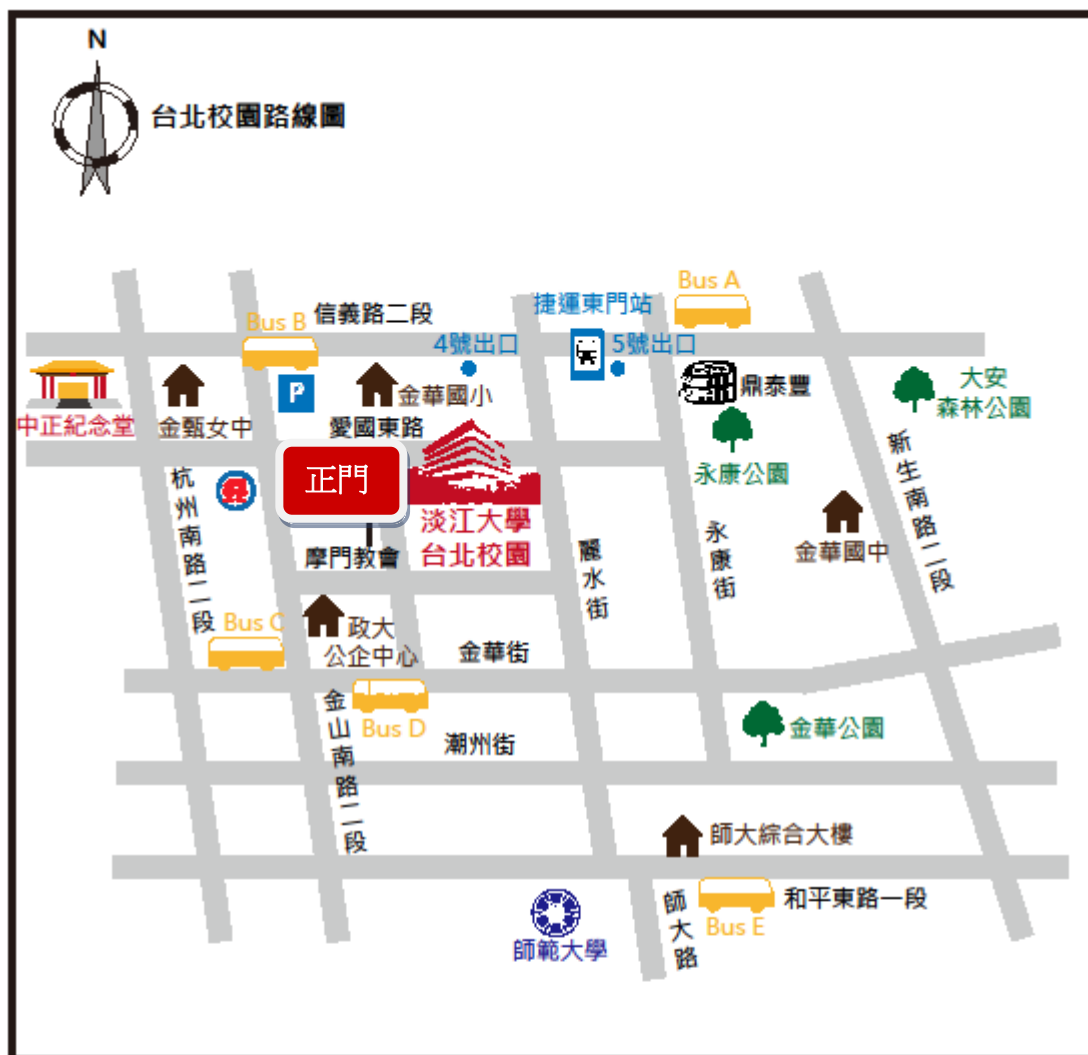 N
台北校園路線圖
Bus A
捷運東門站
信義路二段
Bus B
4號出口
5號出口
P
鼎泰豐
大安
森林公園
金華國小
中正紀念堂
金甄女中
愛國東路
永康公園
新生南路二段
正門
杭州南路二段
淡江大學
台北校園
摩門教會
麗水街
永康街
金華國中
Bus C
政大
公企中心
金華街
金山南路二段
Bus D
潮州街
金華公園
師大綜合大樓
和平東路一段
師大路
Bus E
師範大學